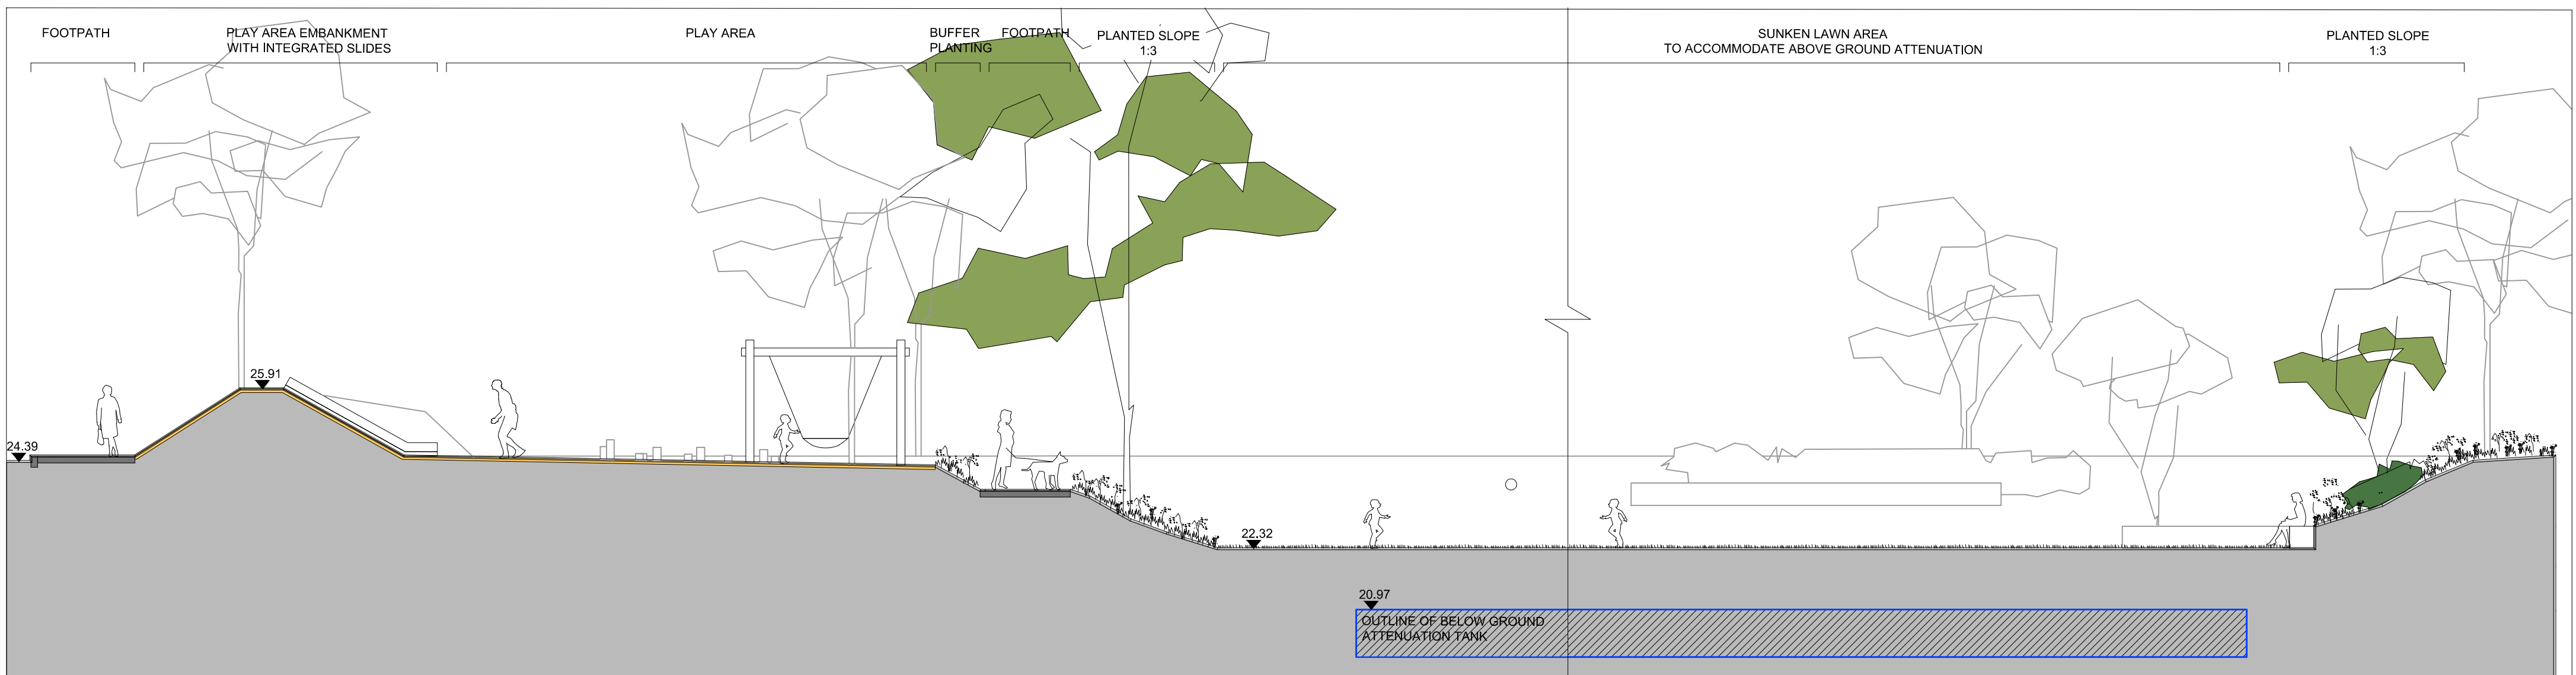 FOOTPATH
PLAY AREA EMBANKMENT
WITH INTEGRATED SLIDES
PLAY AREA
BUFFER
PLANTING
FOOTPATH
PLANTED SLOPE
1:3
SUNKEN LAWN AREA
TO ACCOMMODATE ABOVE GROUND ATTENUATION
PLANTED SLOPE
1:3
25.91
24.39
22.32
20.97
OUTLINE OF BELOW GROUND
ATTENUATION TANK